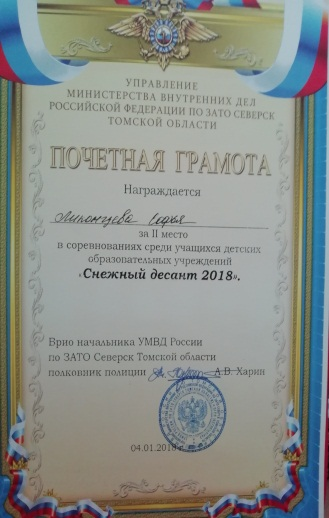 УПРАВЛЕНИЕ
МИНИСТЕРСТВА ВНУТРЕННИХ ДЕЛ
РОССИЙСКОЙ ФЕДЕРАЦИИ ПО ЗАТО СЕВЕРСК
ТОМСКОЙ ОБЛАСТИ
ПОЧЕТНАЯ ГРАМОТА
Награждается
Софья
за II место
в соревнованиях среди учащихся детских
образовательных учреждений
«Снежный десант 2018».
Врио начальника УМВД России
по ЗАТО Северск Томской области
полковник полиции А.В. Харин
04.01.2018 г.